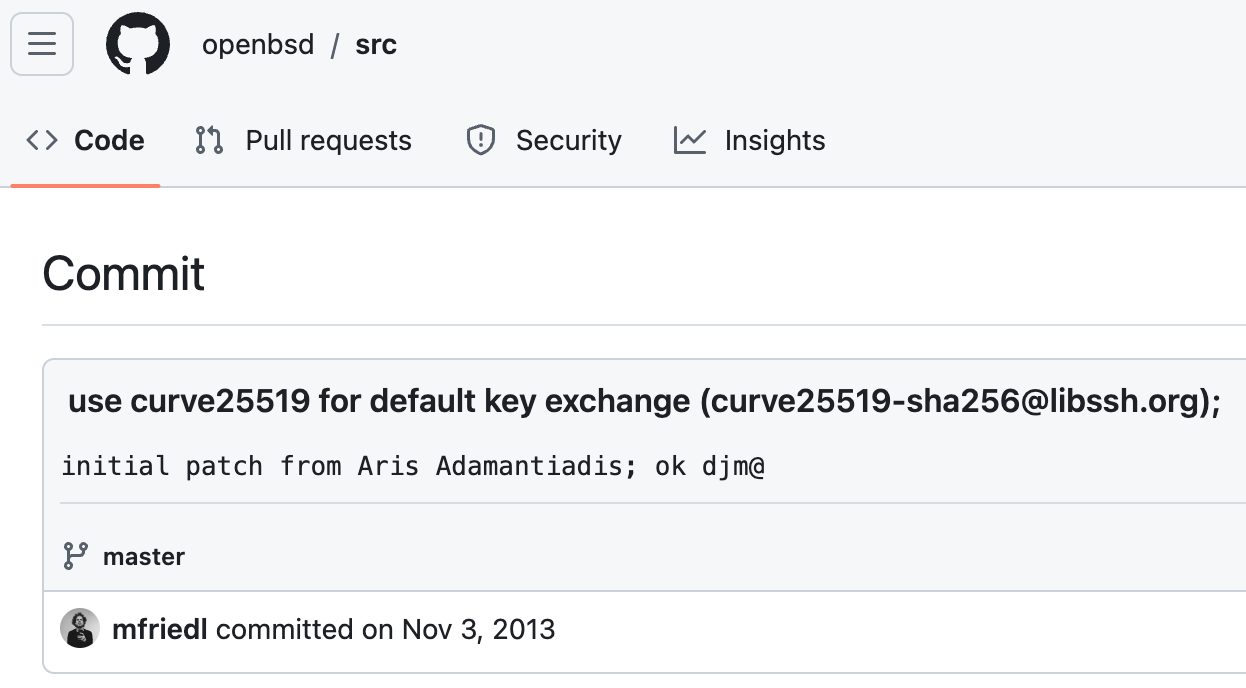 openbsd / src
Code Pull requests Security Insights
Commit
use curve25519 for default key exchange (curve25519-sha256@libssh.org);
initial patch from Aris Adamantiadis; ok djm@
master
mfriedl committed on Nov 3, 2013